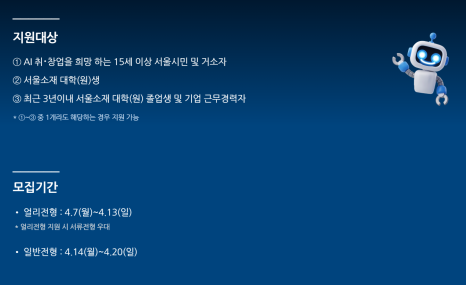 지원대상
① AI 취·창업을 희망 하는 15세 이상 서울시민 및 거소자
② 서울소재 대학(원)생
③ 최근 3년이내 서울소재 대학(원) 졸업생 및 기업 근무경력자
* ①~③ 중 1개라도 해당하는 경우 지원 가능
모집기간
• 얼리전형 : 4.7(월)~4.13(일)
* 얼리전형 지원 시 서류전형 우대
• 일반전형 : 4.14(월)~4.20(일)